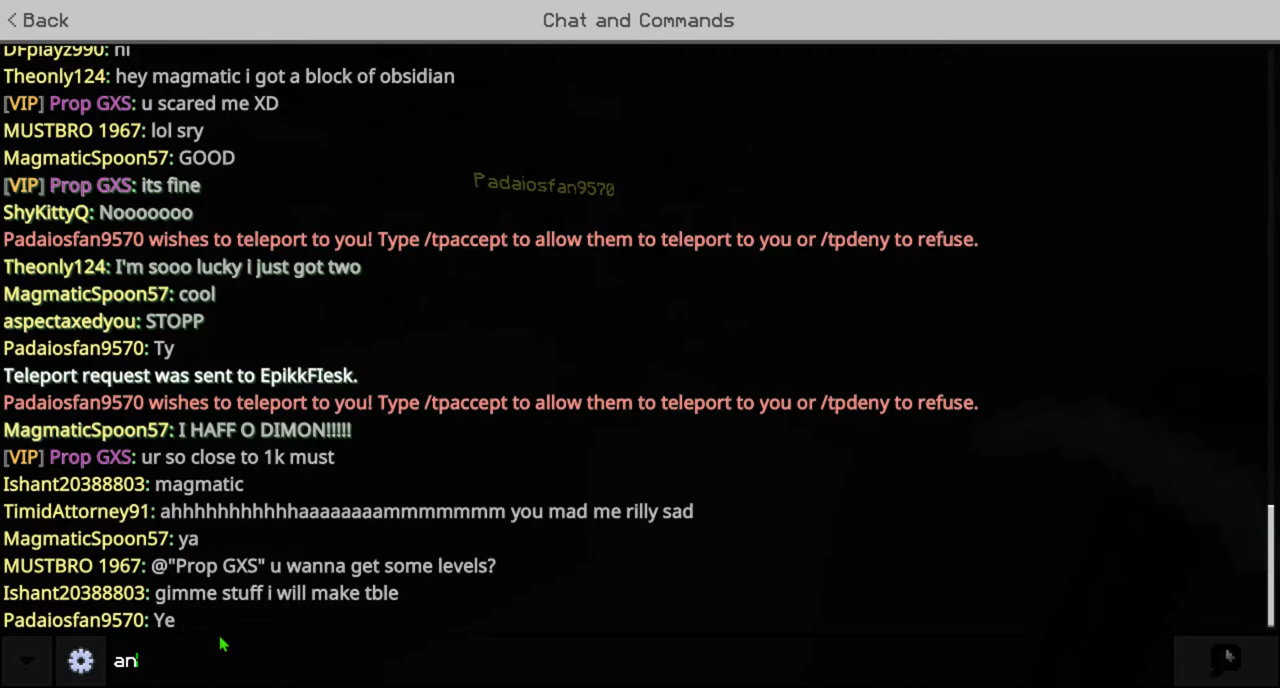 < Back
Chat and Commands
DFplayz990: hi
Theonly124: hey magmatic i got a block of obsidian
[VIP] Prop GXS: u scared me XD
MUSTBRO 1967: lol sry
MagmaticSpoon57: GOOD
Padaiosfan9570
[VIP] Prop GXS: its fine
ShyKittyQ: Nooooooo
Padaiosfan9570 wishes to teleport to you! Type /tpaccept to allow them to teleport to you or /tpdeny to refuse.
Theonly124: I'm sooo lucky i just got two
MagmaticSpoon57: cool
aspectaxedyou: STOPP
Padaiosfan9570: Ty
Teleport request was sent to EpikkFIesk.
Padaiosfan9570 wishes to teleport to you! Type /tpaccept to allow them to teleport to you or /tpdeny to refuse.
MagmaticSpoon57: I HAFF O DIMON!!!!!
[VIP] Prop GXS: ur so close to 1k must
Ishant20388803: magmatic
TimidAttorney91: ahhhhhhhhhhhaaaaaaaammmmmmm you mad me rilly sad
MagmaticSpoon57: ya
MUSTBRO 1967: @"Prop GXS" u wanna get some levels?
Ishant20388803: gimme stuff i will make tble
Padaiosfan9570: Ye
an